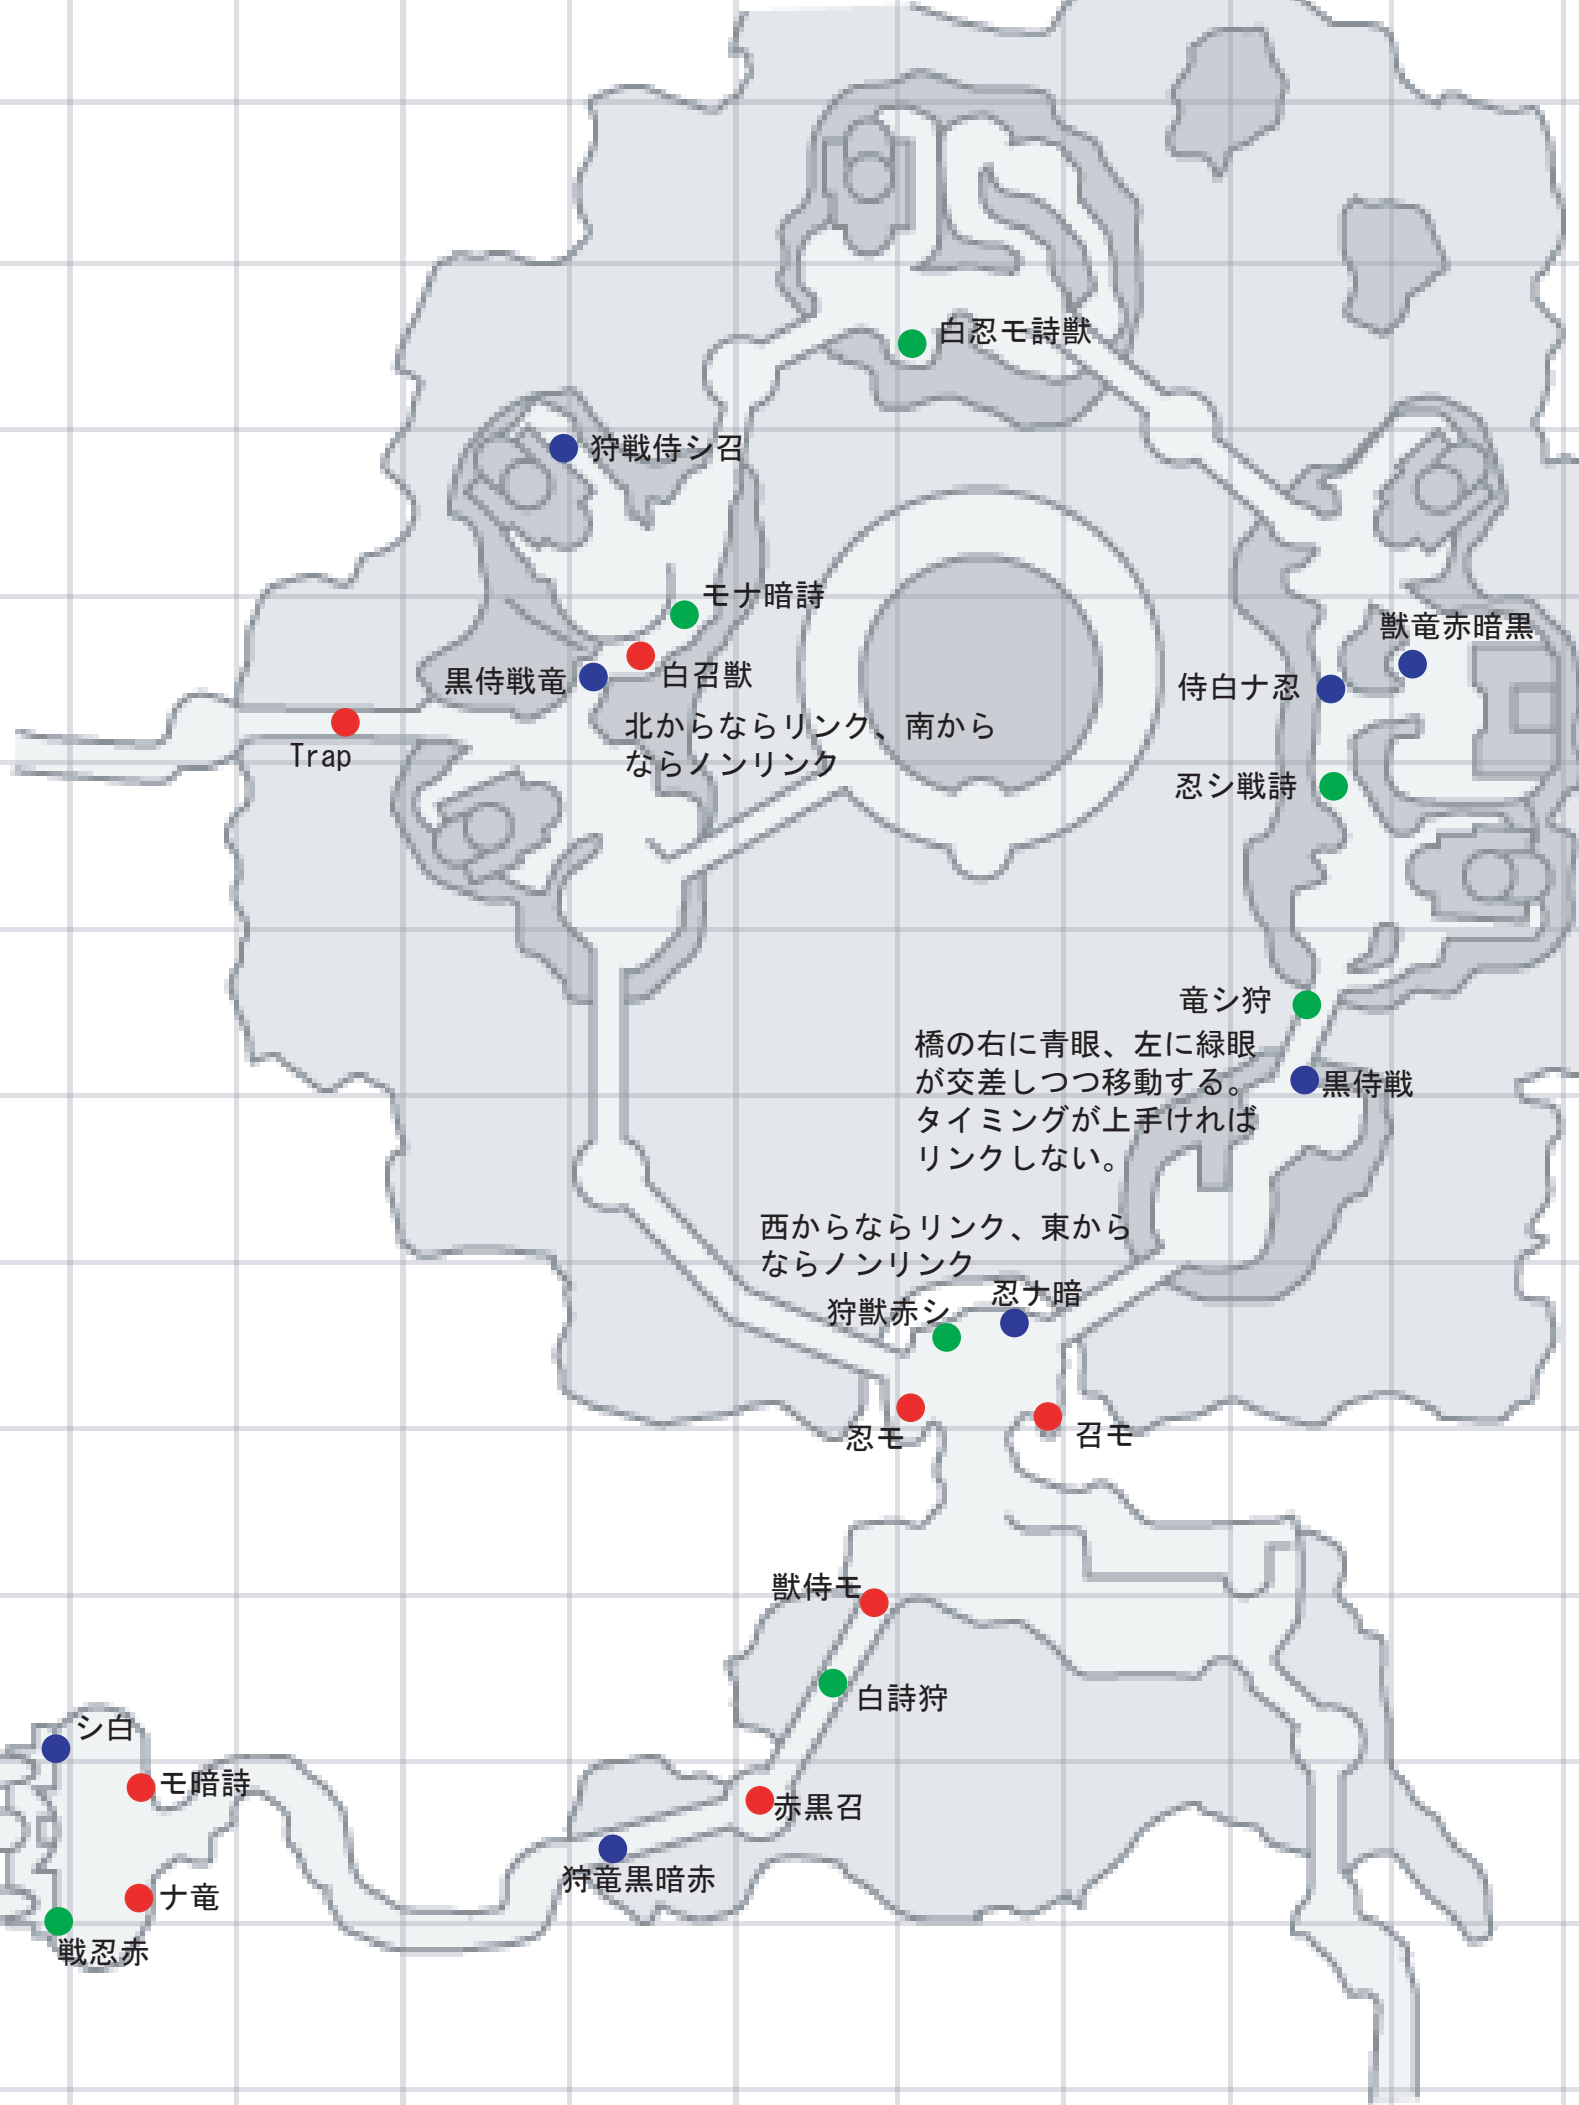 白忍モ詩獣
狩戦侍シ召
モナ暗詩
獣竜赤暗黒
黒侍戦竜
白召獣
侍白ナ忍
北からならリンク、南から
ならノンリンク
Trap
忍シ戦詩
竜シ狩
橋の右に青眼、左に緑眼
が交差しつつ移動する。
タイミングが上手ければ
リンクしない。
黒侍戦
西からならリンク、東から
ならノンリンク
忍ナ暗
狩獣赤シ
忍モ
召モ
獣侍モ
白詩狩
シ白
モ暗詩
赤黒召
狩竜黒暗赤
ナ竜
戦忍赤